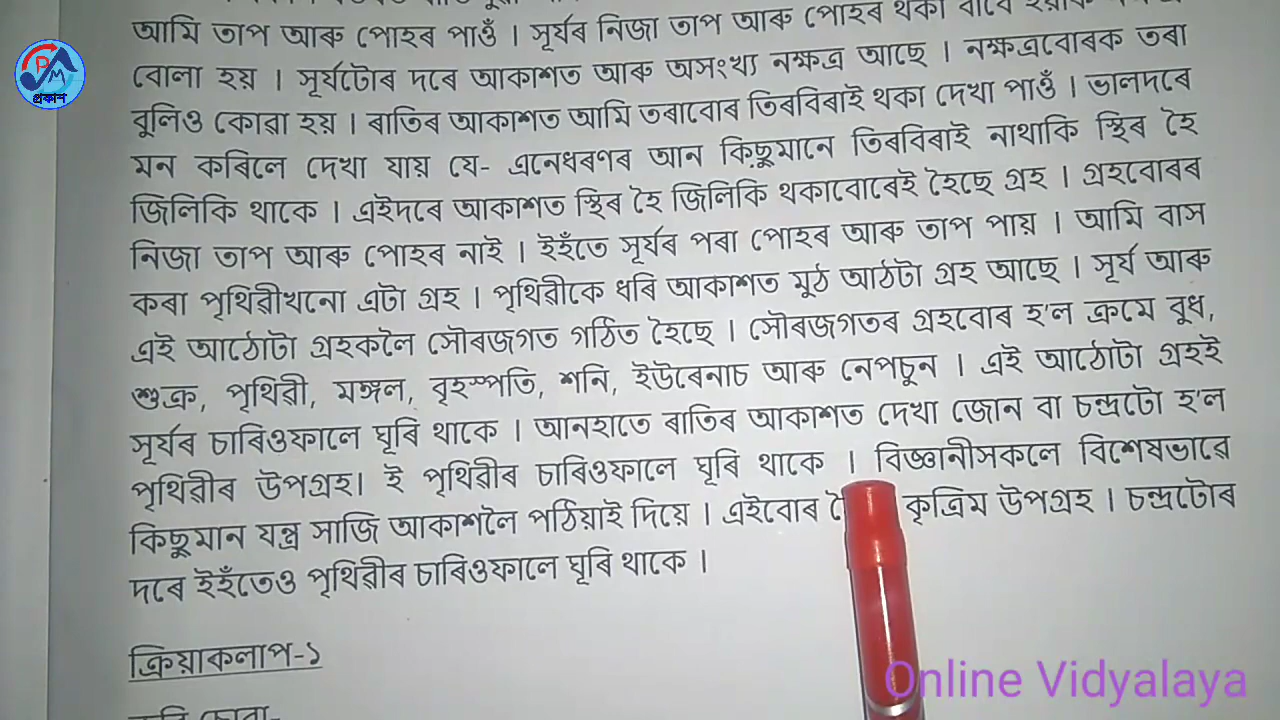 আমি তাপ আৰু পোহৰ পাওঁ । সূৰ্যৰ নিজা তাপ আৰু পোহৰ থকা বাবে
বোলা হয় । সূৰ্যটোৰ দৰে আকাশত আৰু অসংখ্য নক্ষত্ৰ আছে । নক্ষত্ৰবোৰক তৰা
বুলিও কোৱা হয় । ৰাতিৰ আকাশত আমি তৰাবোৰ তিৰবিৰাই থকা দেখা পাওঁ । ভালদৰে
মন কৰিলে দেখা যায় যে- এনেধৰণৰ আন কিছুমানে তিৰবিৰাই নাথাকি স্থিৰ হৈ
জিলিকি থাকে । এইদৰে আকাশত স্থিৰ হৈ জিলিকি থকাবোৰেই হৈছে গ্ৰহ । গ্ৰহবোৰৰ
নিজা তাপ আৰু পোহৰ নাই । ইহঁতে সূৰ্যৰ পৰা পোহৰ আৰু তাপ পায় । আমি বাস
কৰা পৃথিৱীখনো এটা গ্ৰহ । পৃথিৱীকে ধৰি আকাশত মুঠ আঠটা গ্ৰহ আছে । সূৰ্য আৰু
এই আঠোটা গ্ৰহকলৈ সৌৰজগত গঠিত হৈছে । সৌৰজগতৰ গ্ৰহবোৰ হ'ল ক্ৰমে বুধ,
শুক্ৰ, পৃথিৱী, মঙ্গল, বৃহস্পতি, শনি, ইউৰেনাচ আৰু নেপচুন । এই আঠোটা গ্ৰহই
সূৰ্যৰ চাৰিওফালে ঘূৰি থাকে । আনহাতে ৰাতিৰ আকাশত দেখা জোন বা চন্দ্ৰটো হ'ল
পৃথিৱীৰ উপগ্ৰহ। ই পৃথিৱীৰ চাৰিওফালে ঘূৰি থাকে । বিজ্ঞানীসকলে বিশেষভাৱে
কিছুমান যন্ত্ৰ সাজি আকাশলৈ পঠিয়াই দিয়ে । এইবোৰ কৃত্ৰিম উপগ্ৰহ । চন্দ্ৰটোৰ
দৰে ইহঁতেও পৃথিৱীৰ চাৰিওফালে ঘূৰি থাকে ।
ক্ৰিয়াকলাপ-১
PM
প্ৰকাশ
Online Vidyalaya